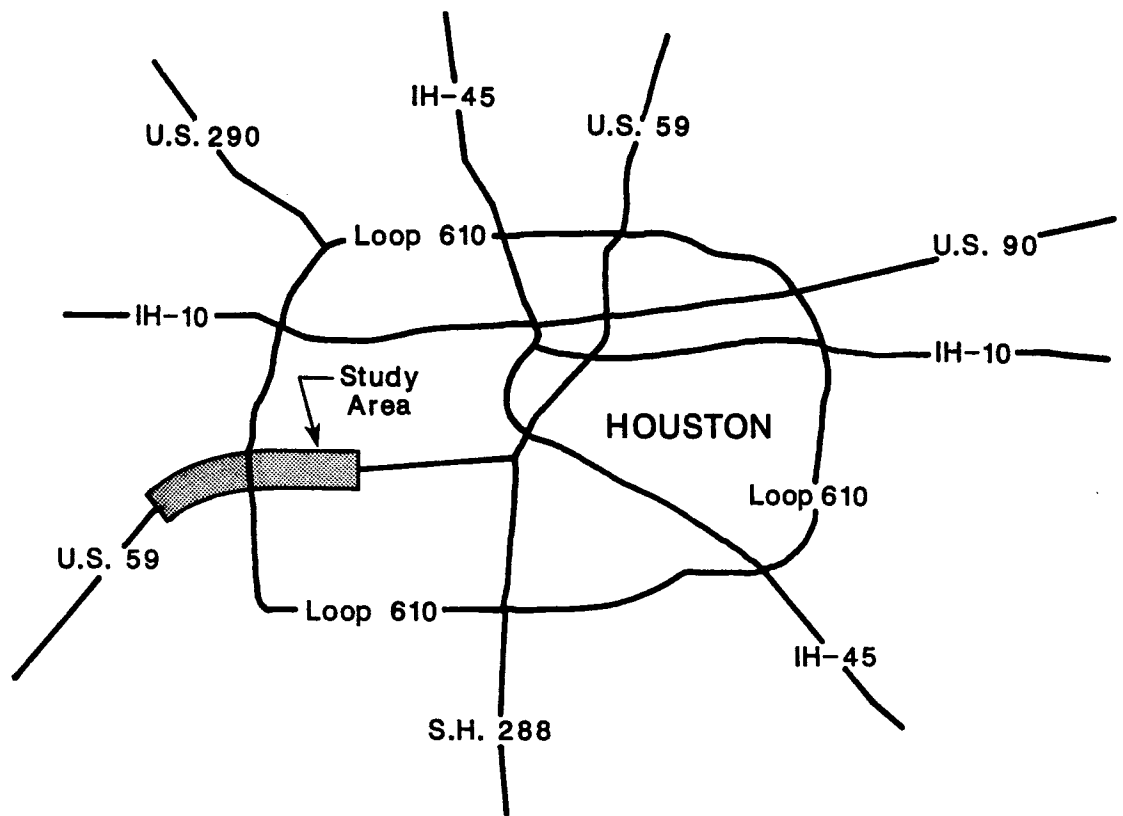 IH-45
U.S. 59
U.S. 290
Loop 610
U.S. 90
IH-10
IH-10
Study
Area
HOUSTON
Loop 610
U.S. 59
Loop 610
IH-45
S.H. 288